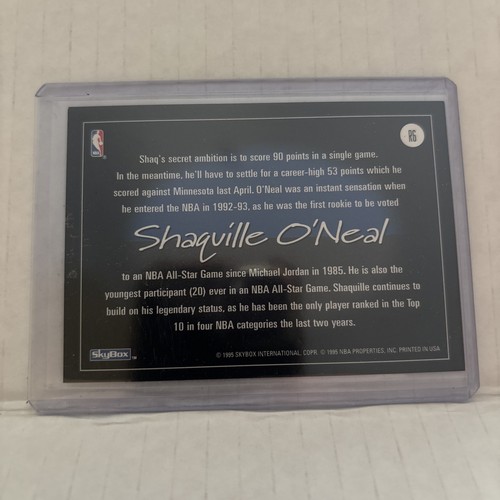 R6
Shaq's secret ambition is to score 90 points in a single game.
In the meantime, he'll have to settle for a career-high 53 points which he
scored against Minnesota last April. O'Neal was an instant sensation when
he entered the NBA in 1992-93, as he was the first rookie to be voted
Shaquille O'Neal
to an NBA All-Star Game since Michael Jordan in 1985. He is also the
youngest participant (20) ever in an NBA All-Star Game. Shaquille continues to
build on his legendary status, as he has been the only player ranked in the Top
10 in four NBA categories the last two years.
SkyBox ™
© 1995 SKYBOX INTERNATIONAL, COPR. © 1995 NBA PROPERTIES, INC. PRINTED IN USA